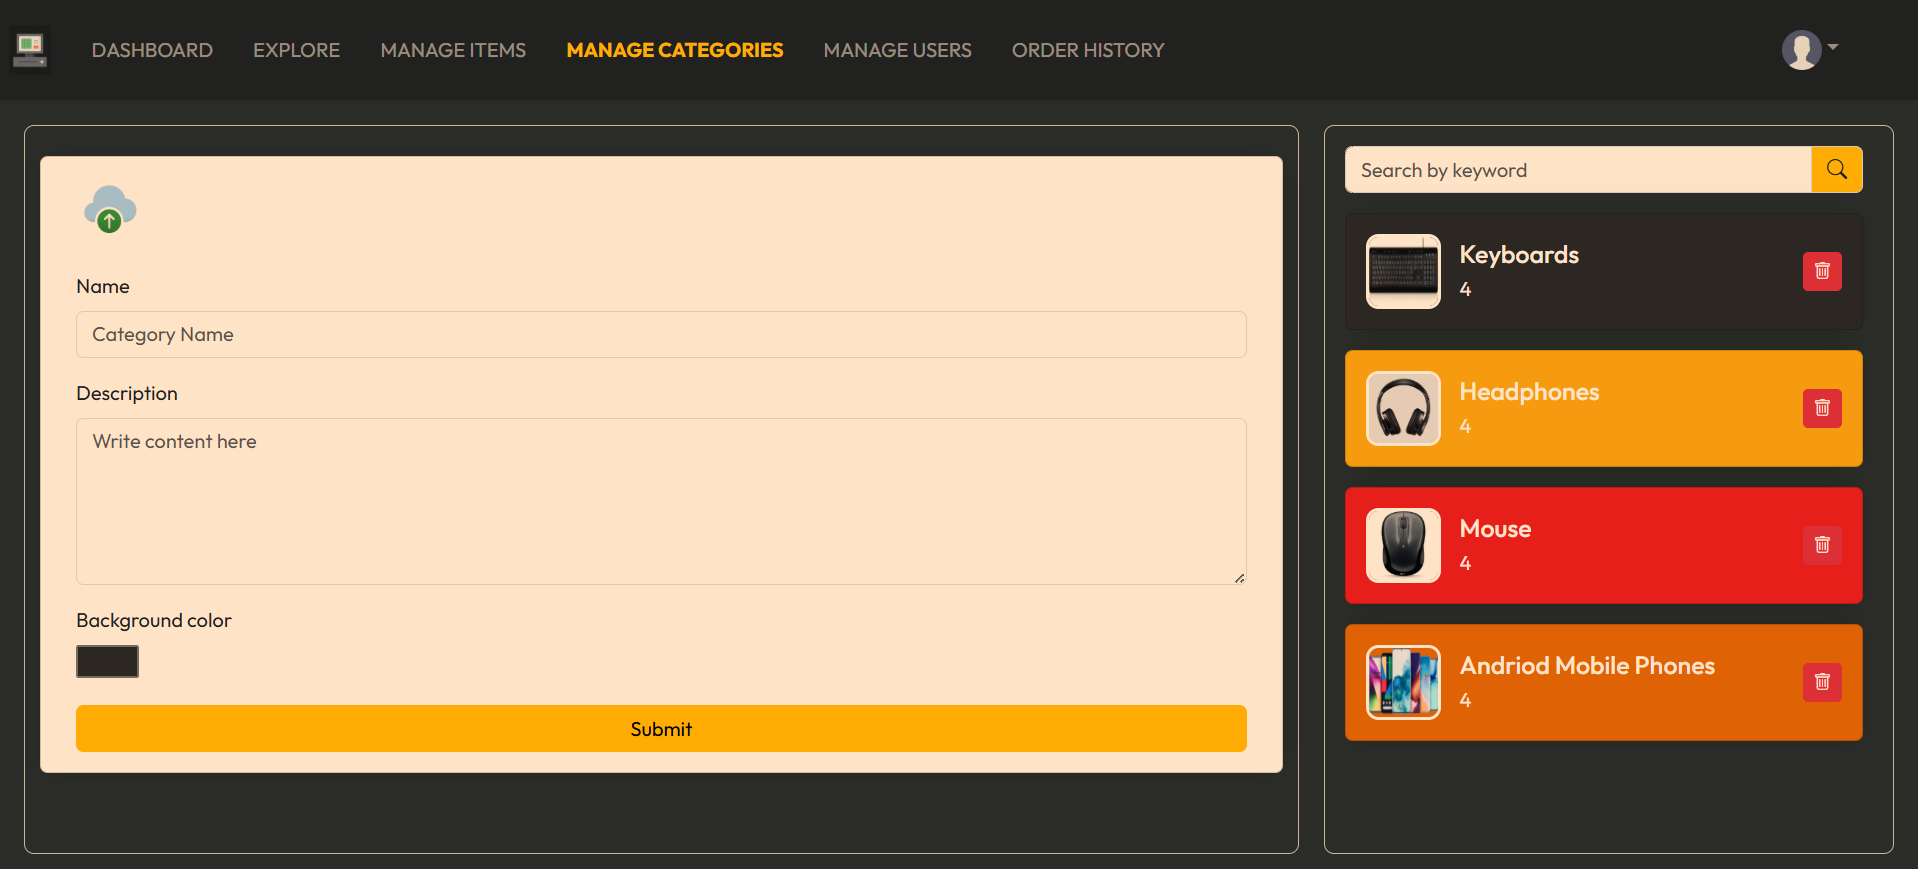 DASHBOARD EXPLORE MANAGE ITEMS MANAGE CATEGORIES MANAGE USERS ORDER HISTORY
Name
Category Name
Description
Write content here
Background color
Submit
Search by keyword
Keyboards
4
Headphones
4
Mouse
4
Andriod Mobile Phones
4